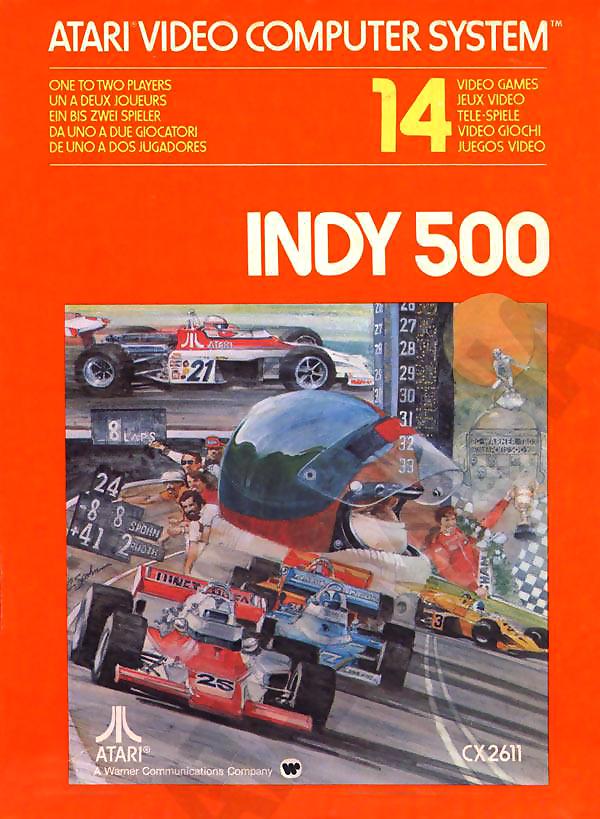 ATARI® VIDEO COMPUTER SYSTEM™
ONE TO TWO PLAYERS
UN A DEUX JOUEURS
EIN BIS ZWEI SPIELER
DA UNO A DUE GIOCATORI
DE UNO A DOS JUGADORES
14
VIDEO GAMES
JEUX VIDEO
TELE-SPIELE
VIDEO GIOCHI
JUEGOS VIDEO
INDY 500
26
27
28
29
30
31
32
33
ATARI
21
8
LAPS
24
-8 8 SPOHN
+41 2
25
3
ATARI®
A Warner Communications Company
CX2611